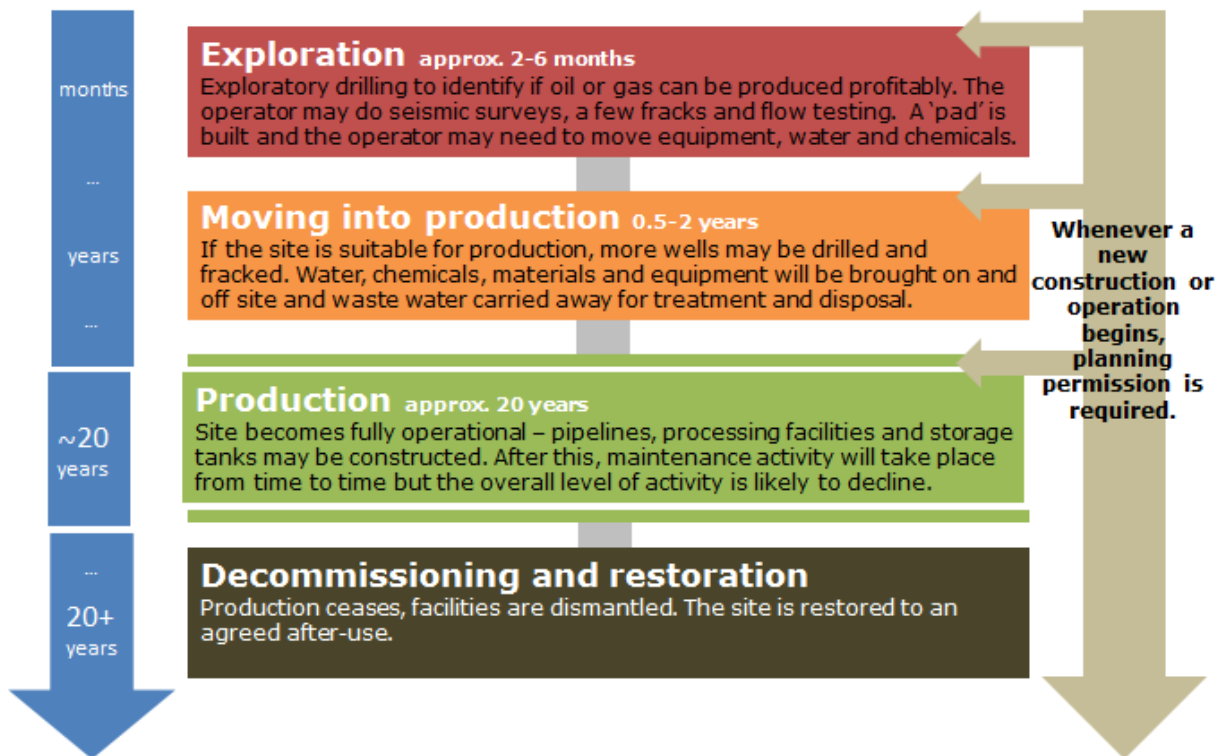 months
...
years
...
~20
years
...
20+
years
Exploration approx. 2-6 months
Exploratory drilling to identify if oil or gas can be produced profitably. The
operator may do seismic surveys, a few fracks and flow testing.  A ‘pad’ is
built and the operator may need to move equipment, water and chemicals.
Moving into production 0.5–2 years
If the site is suitable for production, more wells may be drilled and
fracked. Water, chemicals, materials and equipment will be brought on and
off site and waste water carried away for treatment and disposal.
Production approx. 20 years
Site becomes fully operational – pipelines, processing facilities and storage
tanks may be constructed. After this, maintenance activity will take place
from time to time but the overall level of activity is likely to decline.
Decommissioning and restoration
Production ceases, facilities are dismantled. The site is restored to an
agreed after-use.
Whenever a
new
construction or
operation
begins,
planning
permission is
required.